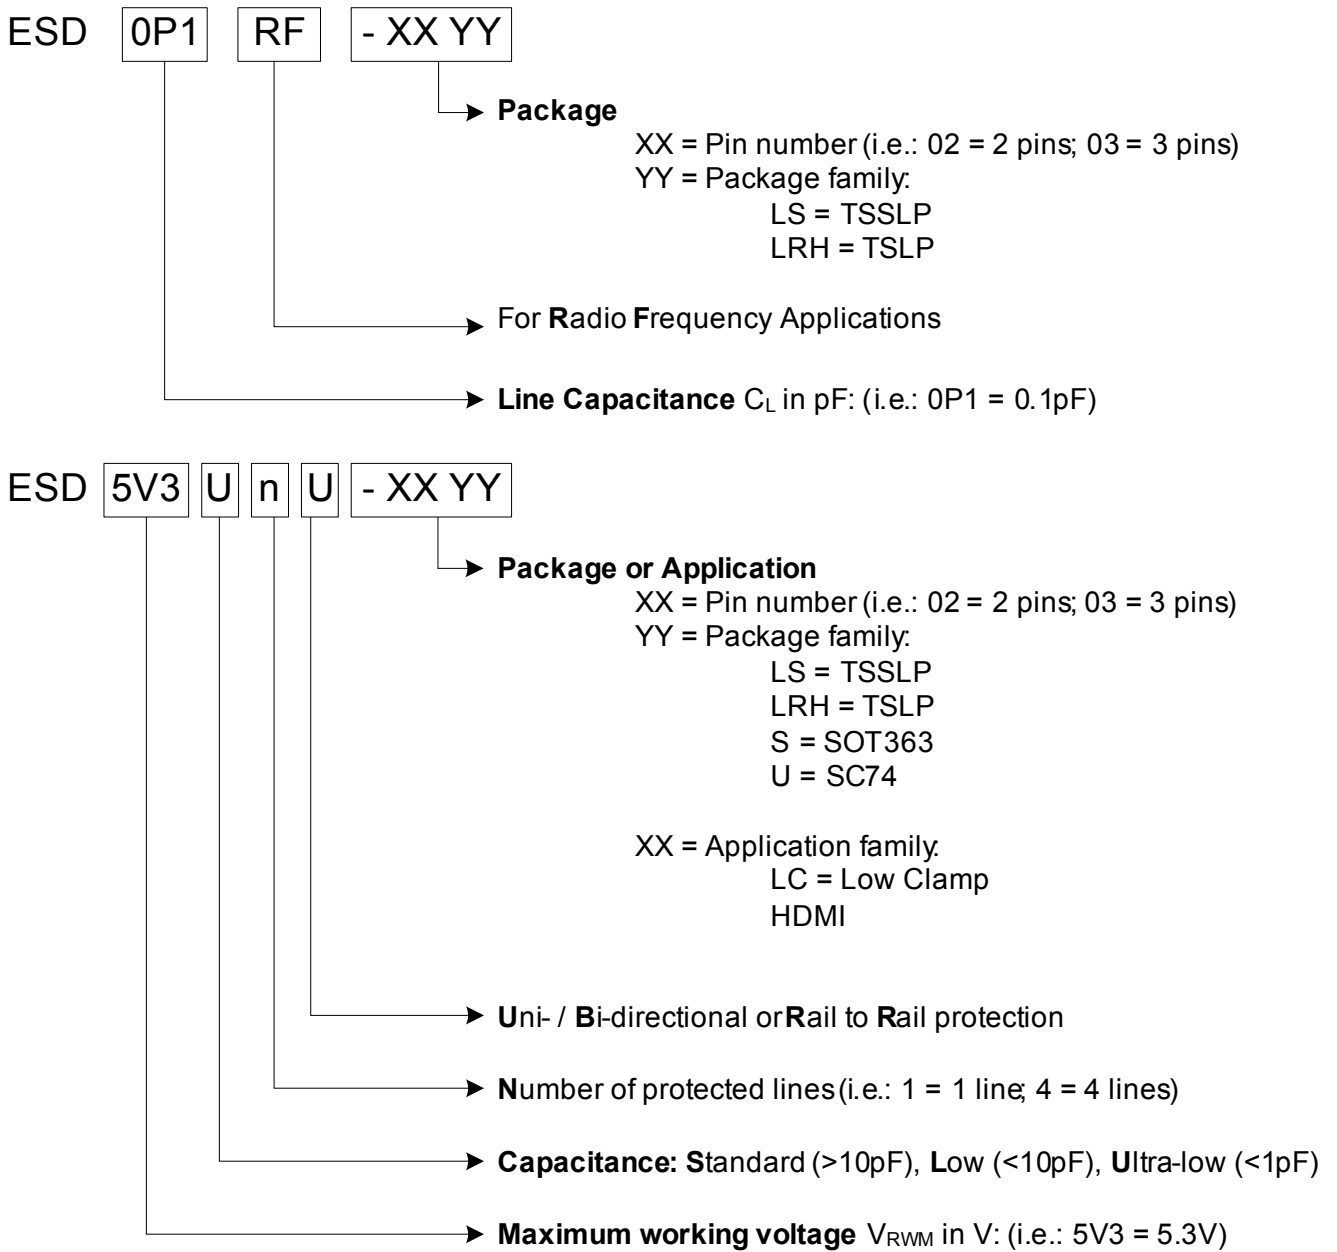 ESD 0P1 RF - XX YY
Package
XX = Pin number (i.e.: 02 = 2 pins; 03 = 3 pins)
YY = Package family:
LS = TSSLP
LRH = TSLP
For Radio Frequency Applications
Line Capacitance CL in pF: (i.e.: 0P1 = 0.1pF)
ESD 5V3 U n U - XX YY
Package or Application
XX = Pin number (i.e.: 02 = 2 pins; 03 = 3 pins)
YY = Package family:
LS = TSSLP
LRH = TSLP
S = SOT363
U = SC74
XX = Application family:
LC = Low Clamp
HDMI
Uni- / Bi-directional or Rail to Rail protection
Number of protected lines (i.e.: 1 = 1 line; 4 = 4 lines)
Capacitance: Standard (>10pF), Low (<10pF), Ultra-low (<1pF)
Maximum working voltage VRWM in V: (i.e.: 5V3 = 5.3V)